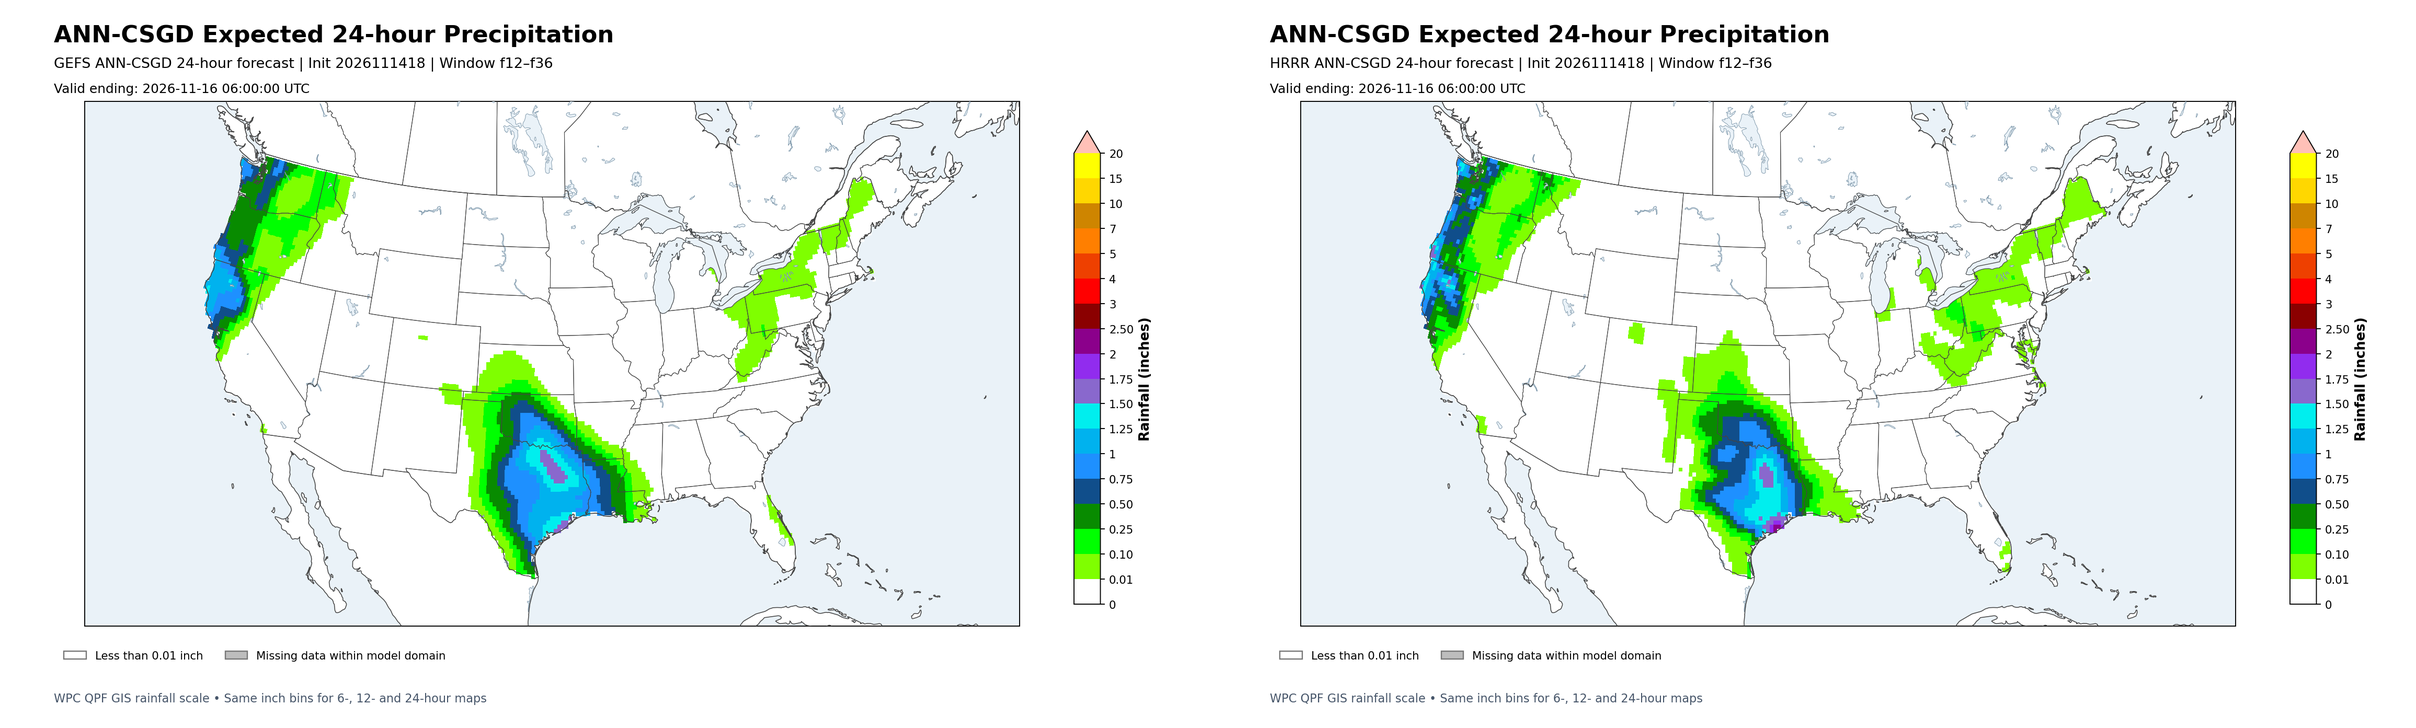 ANN-CSGD Expected 24-hour Precipitation
GEFS ANN-CSGD 24-hour forecast | Init 2026111418 | Window f12–f36
Valid ending: 2026-11-16 06:00:00 UTC
20
15
10
7
5
4
3
2.50
2
1.75
1.50
1.25
1
0.75
0.50
0.25
0.10
0.01
0
Rainfall (inches)
Less than 0.01 inch
Missing data within model domain
WPC QPF GIS rainfall scale • Same inch bins for 6-, 12- and 24-hour maps
ANN-CSGD Expected 24-hour Precipitation
HRRR ANN-CSGD 24-hour forecast | Init 2026111418 | Window f12–f36
Valid ending: 2026-11-16 06:00:00 UTC
20
15
10
7
5
4
3
2.50
2
1.75
1.50
1.25
1
0.75
0.50
0.25
0.10
0.01
0
Rainfall (inches)
Less than 0.01 inch
Missing data within model domain
WPC QPF GIS rainfall scale • Same inch bins for 6-, 12- and 24-hour maps